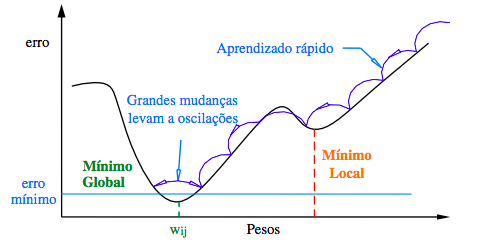 erro
Aprendizado rápido
Grandes mudanças
levam a oscilações
Mínimo
Global
Mínimo
Local
erro
mínimo
wij
Pesos